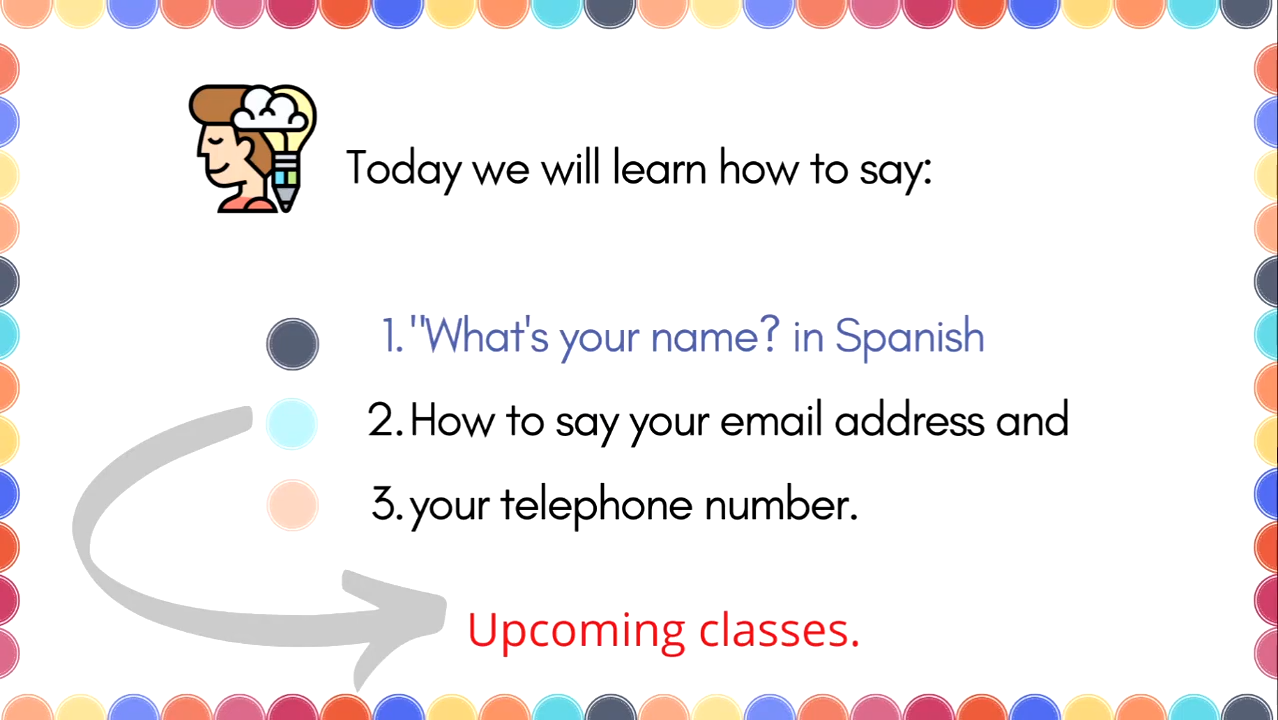 Today we will learn how to say:
1. "What's your name? in Spanish
2. How to say your email address and
3. your telephone number.
Upcoming classes.